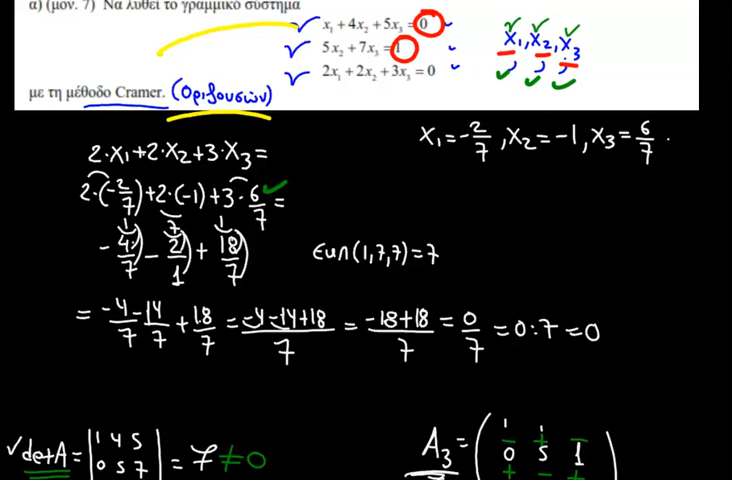 α) (μον. 7) Να λυθεί το γραμμικό σύστημα
x₁ + 4x₂ + 5x₃ = 0
5x₂ + 7x₃ = 1
2x₁ + 2x₂ + 3x₃ = 0
x₁, x₂, x₃
με τη μέθοδο Cramer. (Οριζουσών)
x₁ = -2/7, x₂ = -1, x₃ = 6/7
2·x₁+2·x₂+3·x₃=
2·(-2/7)+2·(-1)+3·6/7=
-4/7 - 2/1 + 18/7
ΕΚΠ(1,7,7)=7
= -4/7 - 14/7 + 18/7 = -4-14+18/7 = -18+18/7 = 0/7 = 0:7 = 0
detA = |1 4 5
0 5 7| = 7 ≠ 0
A₃ = (
0 5 1
)